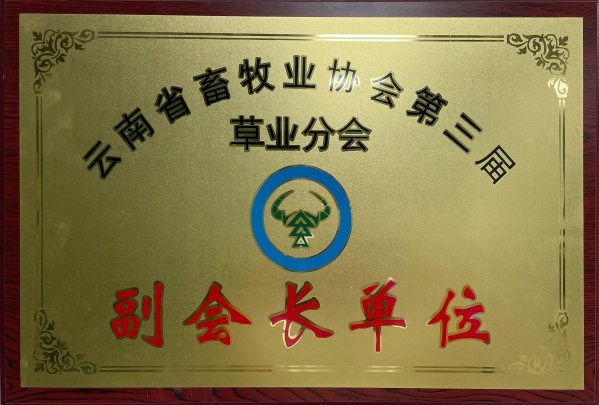 云南省畜牧业协会第三届
草业分会
副会长单位